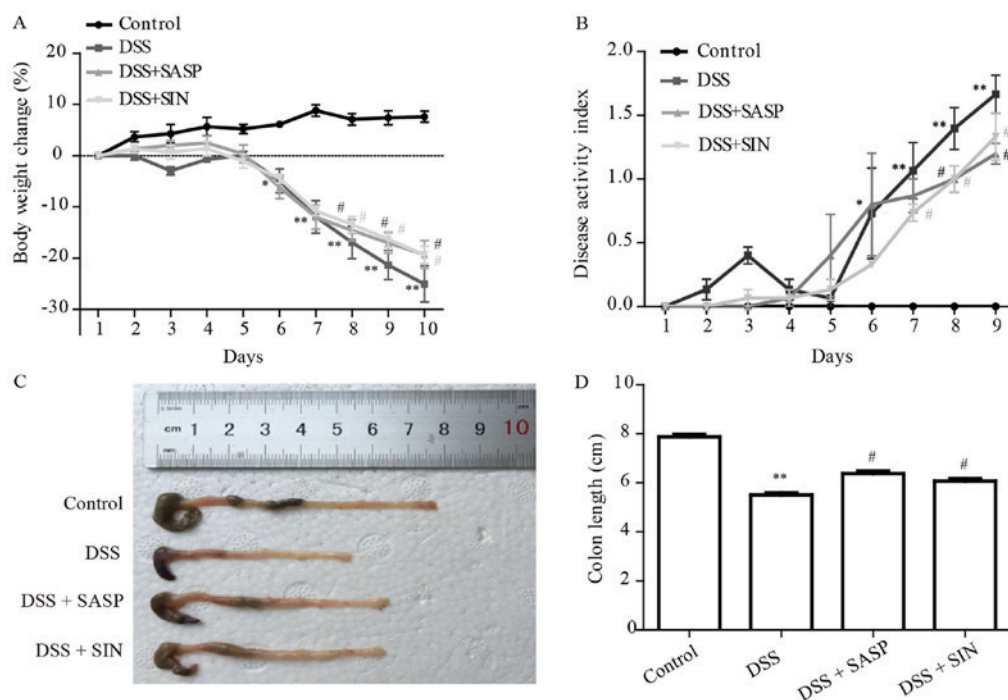 A
Control
DSS
DSS+SASP
DSS+SIN
Body weight change (%)
20
10
0
-10
-20
-30
*
**
**
**
**
#
#
#
#
#
#
1 2 3 4 5 6 7 8 9 10
Days
B
Control
DSS
DSS+SASP
DSS+SIN
Disease activity index
2.0
1.5
1.0
0.5
0.0
*
**
**
**
#
#
#
#
#
1 2 3 4 5 6 7 8 9
Days
C
cm 1 2 3 4 5 6 7 8 9 10
Control
DSS
DSS + SASP
DSS + SIN
D
Colon length (cm)
10
8
6
4
2
0
**
#
#
Control
DSS
DSS + SASP
DSS + SIN